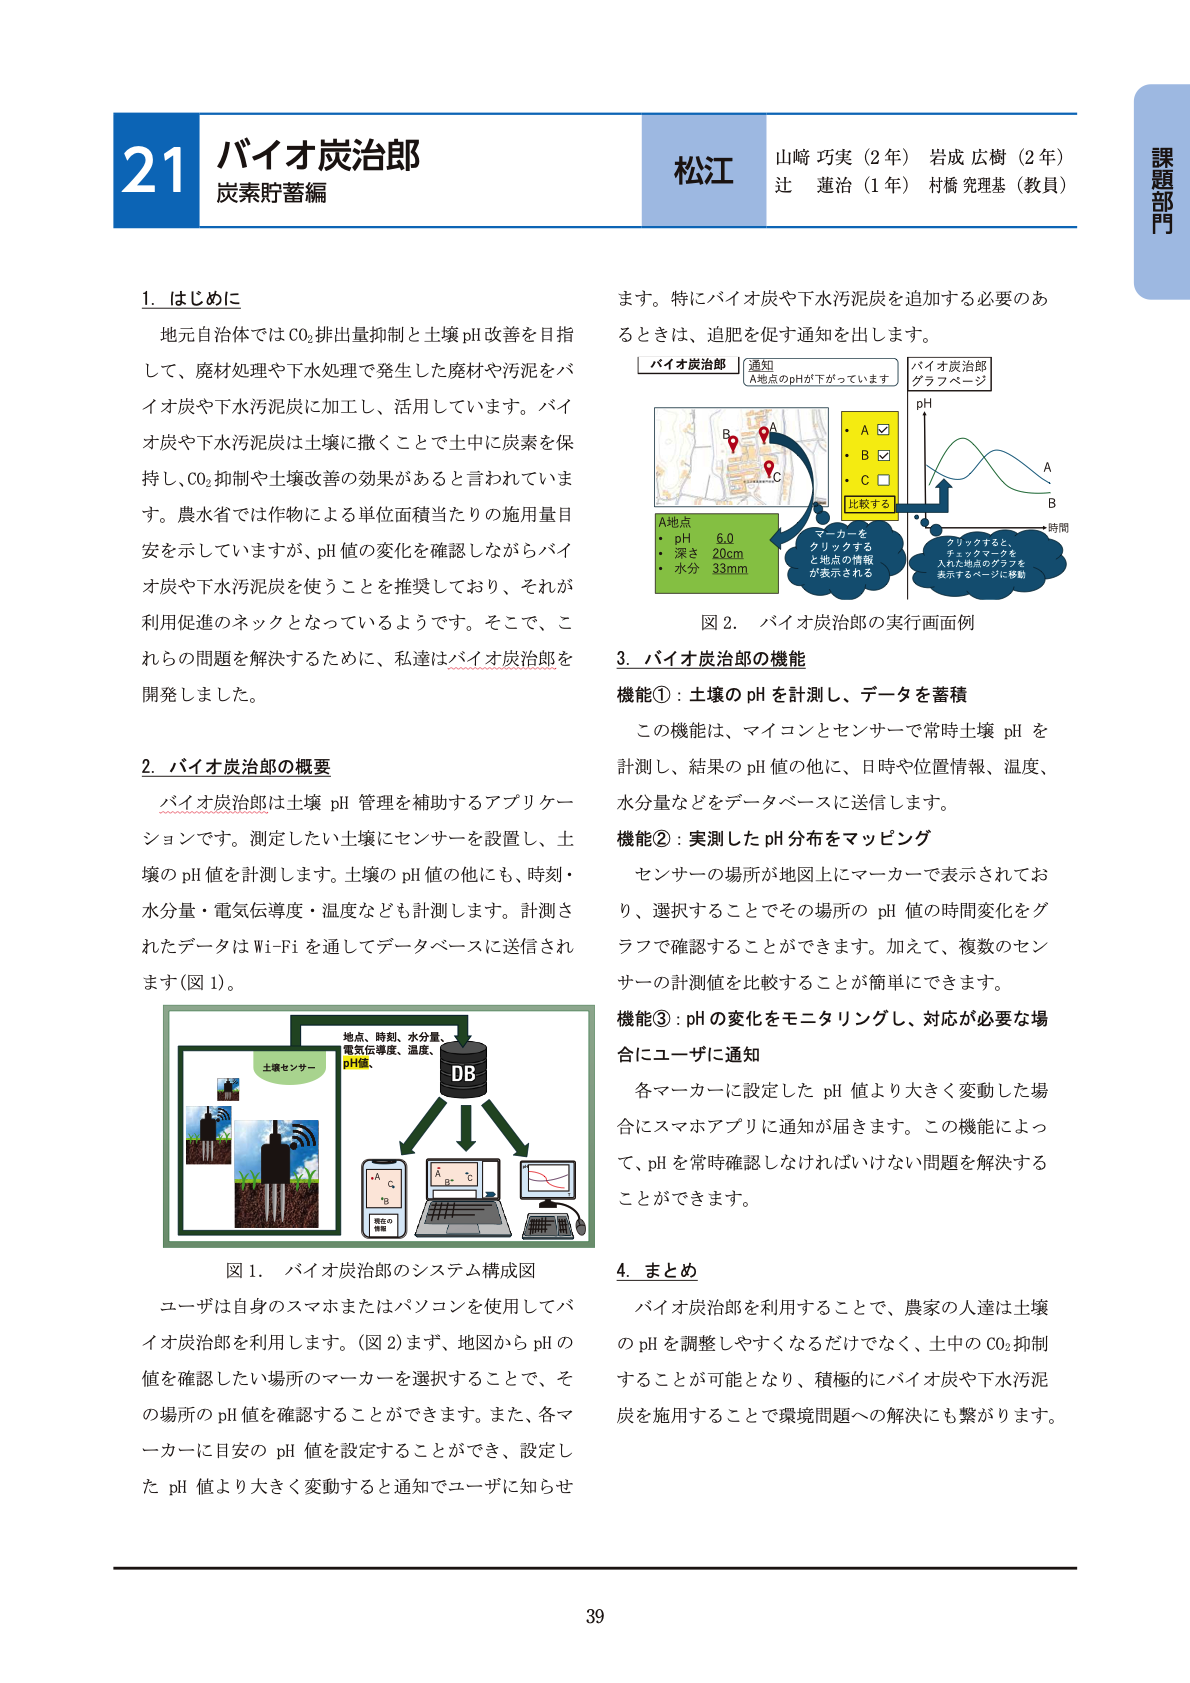 課題部門
21
バイオ炭治郎
炭素貯蓄編
松江
山﨑 巧実（2 年） 岩成 広樹（2 年）
辻 蓮治（1 年） 村橋 究理基（教員）
1. はじめに
地元自治体では CO₂排出量抑制と土壌 pH 改善を目指
して、廃材処理や下水処理で発生した廃材や汚泥をバ
イオ炭や下水汚泥炭に加工し、活用しています。バイ
オ炭や下水汚泥炭は土壌に撒くことで土中に炭素を保
持し、CO₂抑制や土壌改善の効果があると言われていま
す。農水省では作物による単位面積当たりの施用量目
安を示していますが、pH 値の変化を確認しながらバイ
オ炭や下水汚泥炭を使うことを推奨しており、それが
利用促進のネックとなっているようです。そこで、こ
れらの問題を解決するために、私達はバイオ炭治郎を
開発しました。
2. バイオ炭治郎の概要
バイオ炭治郎は土壌 pH 管理を補助するアプリケー
ションです。測定したい土壌にセンサーを設置し、土
壌の pH 値を計測します。土壌の pH 値の他にも、時刻・
水分量・電気伝導度・温度なども計測します。計測さ
れたデータは Wi-Fi を通してデータベースに送信され
ます(図 1)。
土壌センサー
地点、時刻、水分量、
電気伝導度、温度、
pH値、
DB
A
C
B
現在の
情報
A
B
C
図 1. バイオ炭治郎のシステム構成図
ユーザは自身のスマホまたはパソコンを使用してバ
イオ炭治郎を利用します。(図 2)まず、地図から pH の
値を確認したい場所のマーカーを選択することで、そ
の場所の pH 値を確認することができます。また、各マ
ーカーに目安の pH 値を設定することができ、設定し
た pH 値より大きく変動すると通知でユーザに知らせ
ます。特にバイオ炭や下水汚泥炭を追加する必要のあ
るときは、追肥を促す通知を出します。
バイオ炭治郎
通知
A地点のpHが下がっています
バイオ炭治郎
グラフページ
B
A
C
・ A ☑
・ B ☑
・ C □
比較する
pH
A
B
時間
A地点
・ pH 6.0
・ 深さ 20cm
・ 水分 33mm
マーカーを
クリックする
と地点の情報
が表示される
クリックすると、
チェックマークを
入れた地点のグラフを
表示するページに移動
図 2. バイオ炭治郎の実行画面例
3. バイオ炭治郎の機能
機能①：土壌の pH を計測し、データを蓄積
この機能は、マイコンとセンサーで常時土壌 pH を
計測し、結果の pH 値の他に、日時や位置情報、温度、
水分量などをデータベースに送信します。
機能②：実測した pH 分布をマッピング
センサーの場所が地図上にマーカーで表示されてお
り、選択することでその場所の pH 値の時間変化をグ
ラフで確認することができます。加えて、複数のセン
サーの計測値を比較することが簡単にできます。
機能③：pH の変化をモニタリングし、対応が必要な場
合にユーザに通知
各マーカーに設定した pH 値より大きく変動した場
合にスマホアプリに通知が届きます。この機能によっ
て、pH を常時確認しなければいけない問題を解決する
ことができます。
4. まとめ
バイオ炭治郎を利用することで、農家の人達は土壌
の pH を調整しやすくなるだけでなく、土中の CO₂抑制
することが可能となり、積極的にバイオ炭や下水汚泥
炭を施用することで環境問題への解決にも繋がります。
39